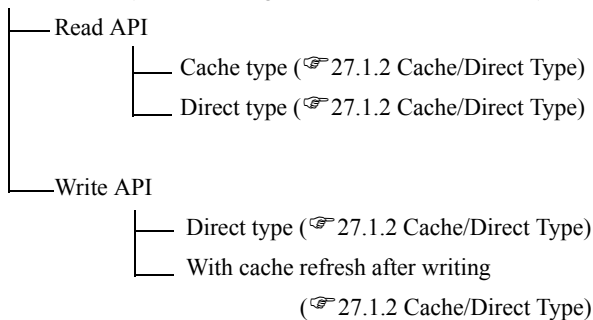 Read API
Cache type (☞ 27.1.2 Cache/Direct Type)
Direct type (☞ 27.1.2 Cache/Direct Type)
Write API
Direct type (☞ 27.1.2 Cache/Direct Type)
With cache refresh after writing
(☞ 27.1.2 Cache/Direct Type)